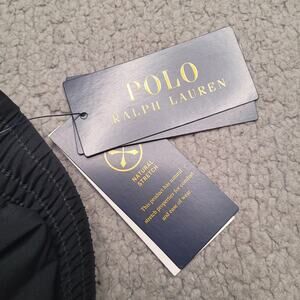 POLO
RALPH LAUREN
NATURAL
STRETCH
This product has natural
stretch properties for comfort
and ease of wear.